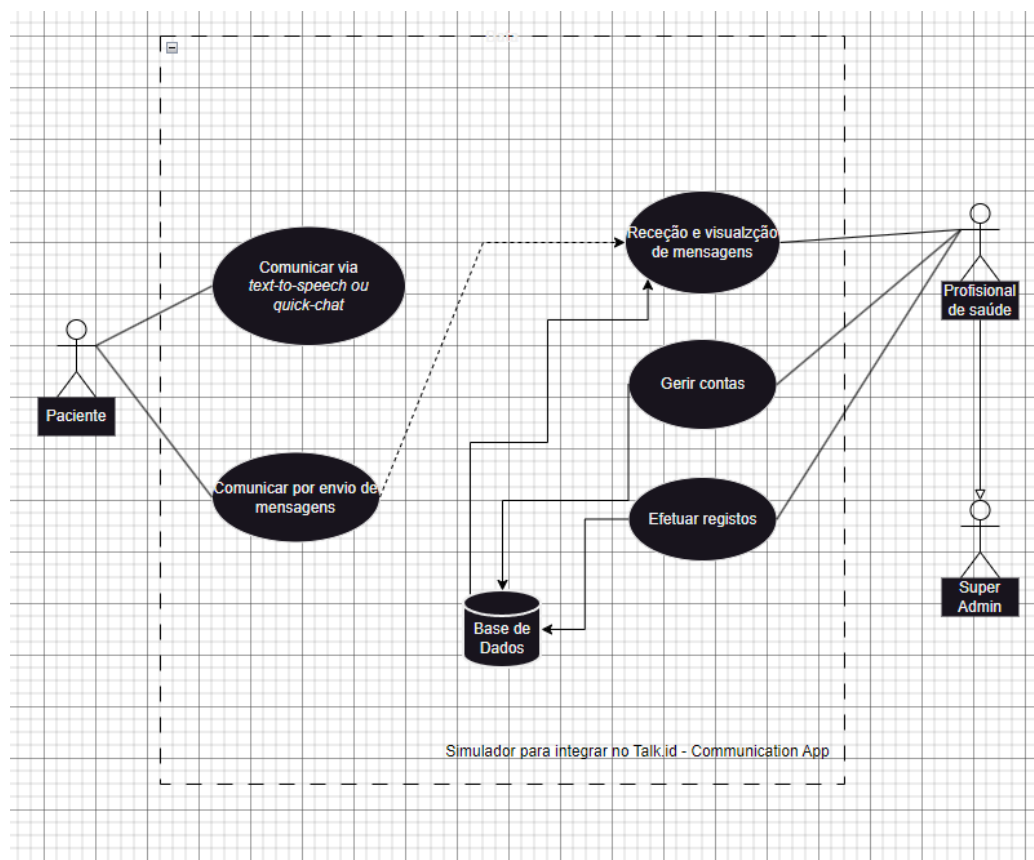 Comunicar via
text-to-speech ou
quick-chat
Receção e visualzção
de mensagens
Profisional
de saúde
Gerir contas
Paciente
Comunicar por envio de
mensagens
Efetuar registos
Super
Admin
Base de
Dados
Simulador para integrar no Talk.id - Communication App